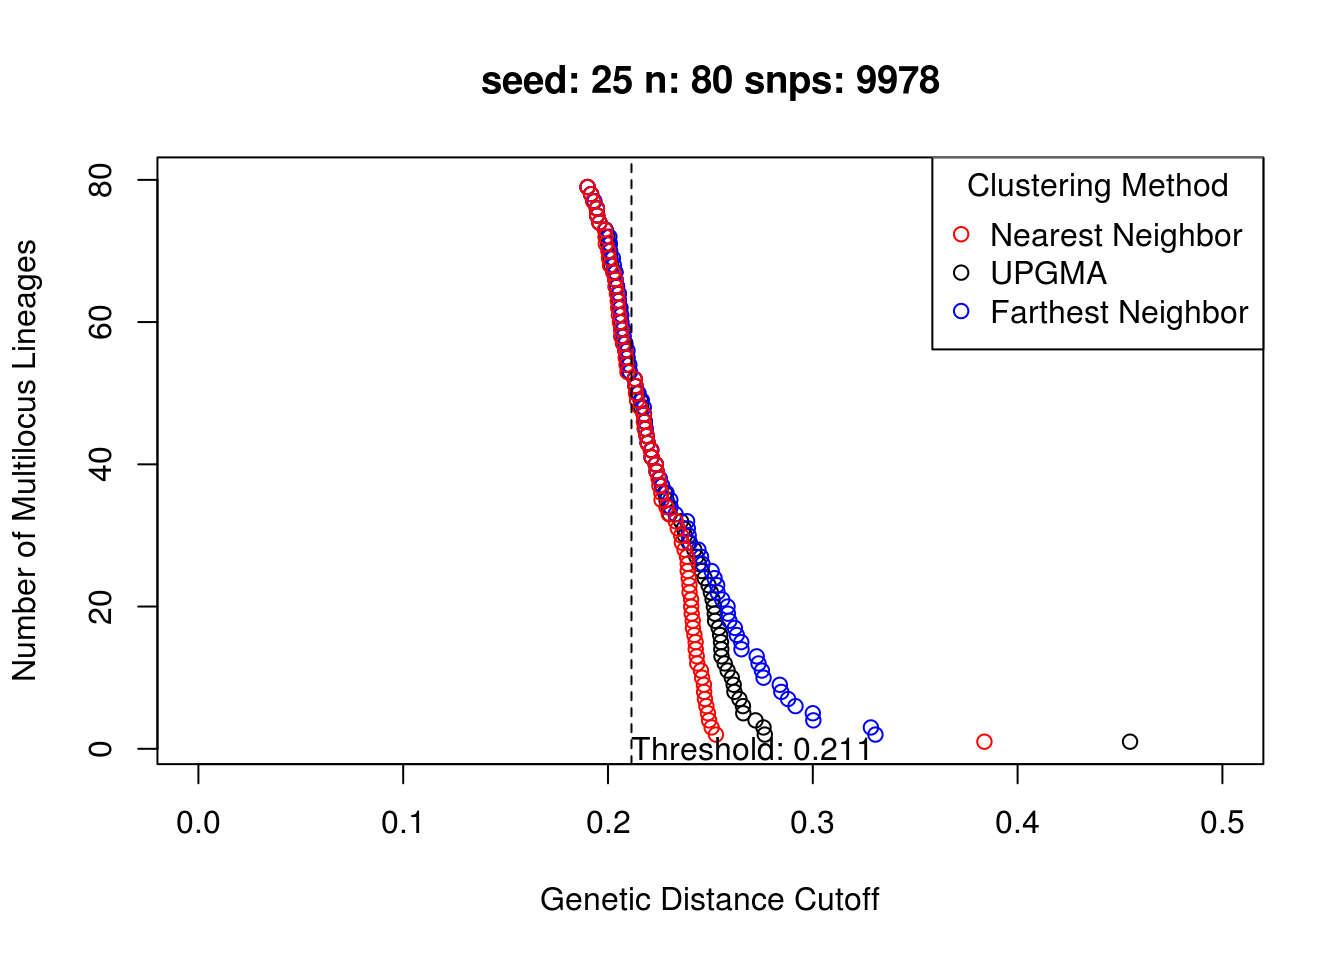 seed: 25 n: 80 snps: 9978
Number of Multilocus Lineages
80
60
40
20
0
Clustering Method
Nearest Neighbor
UPGMA
Farthest Neighbor
Threshold: 0.211
0.0 0.1 0.2 0.3 0.4 0.5
Genetic Distance Cutoff